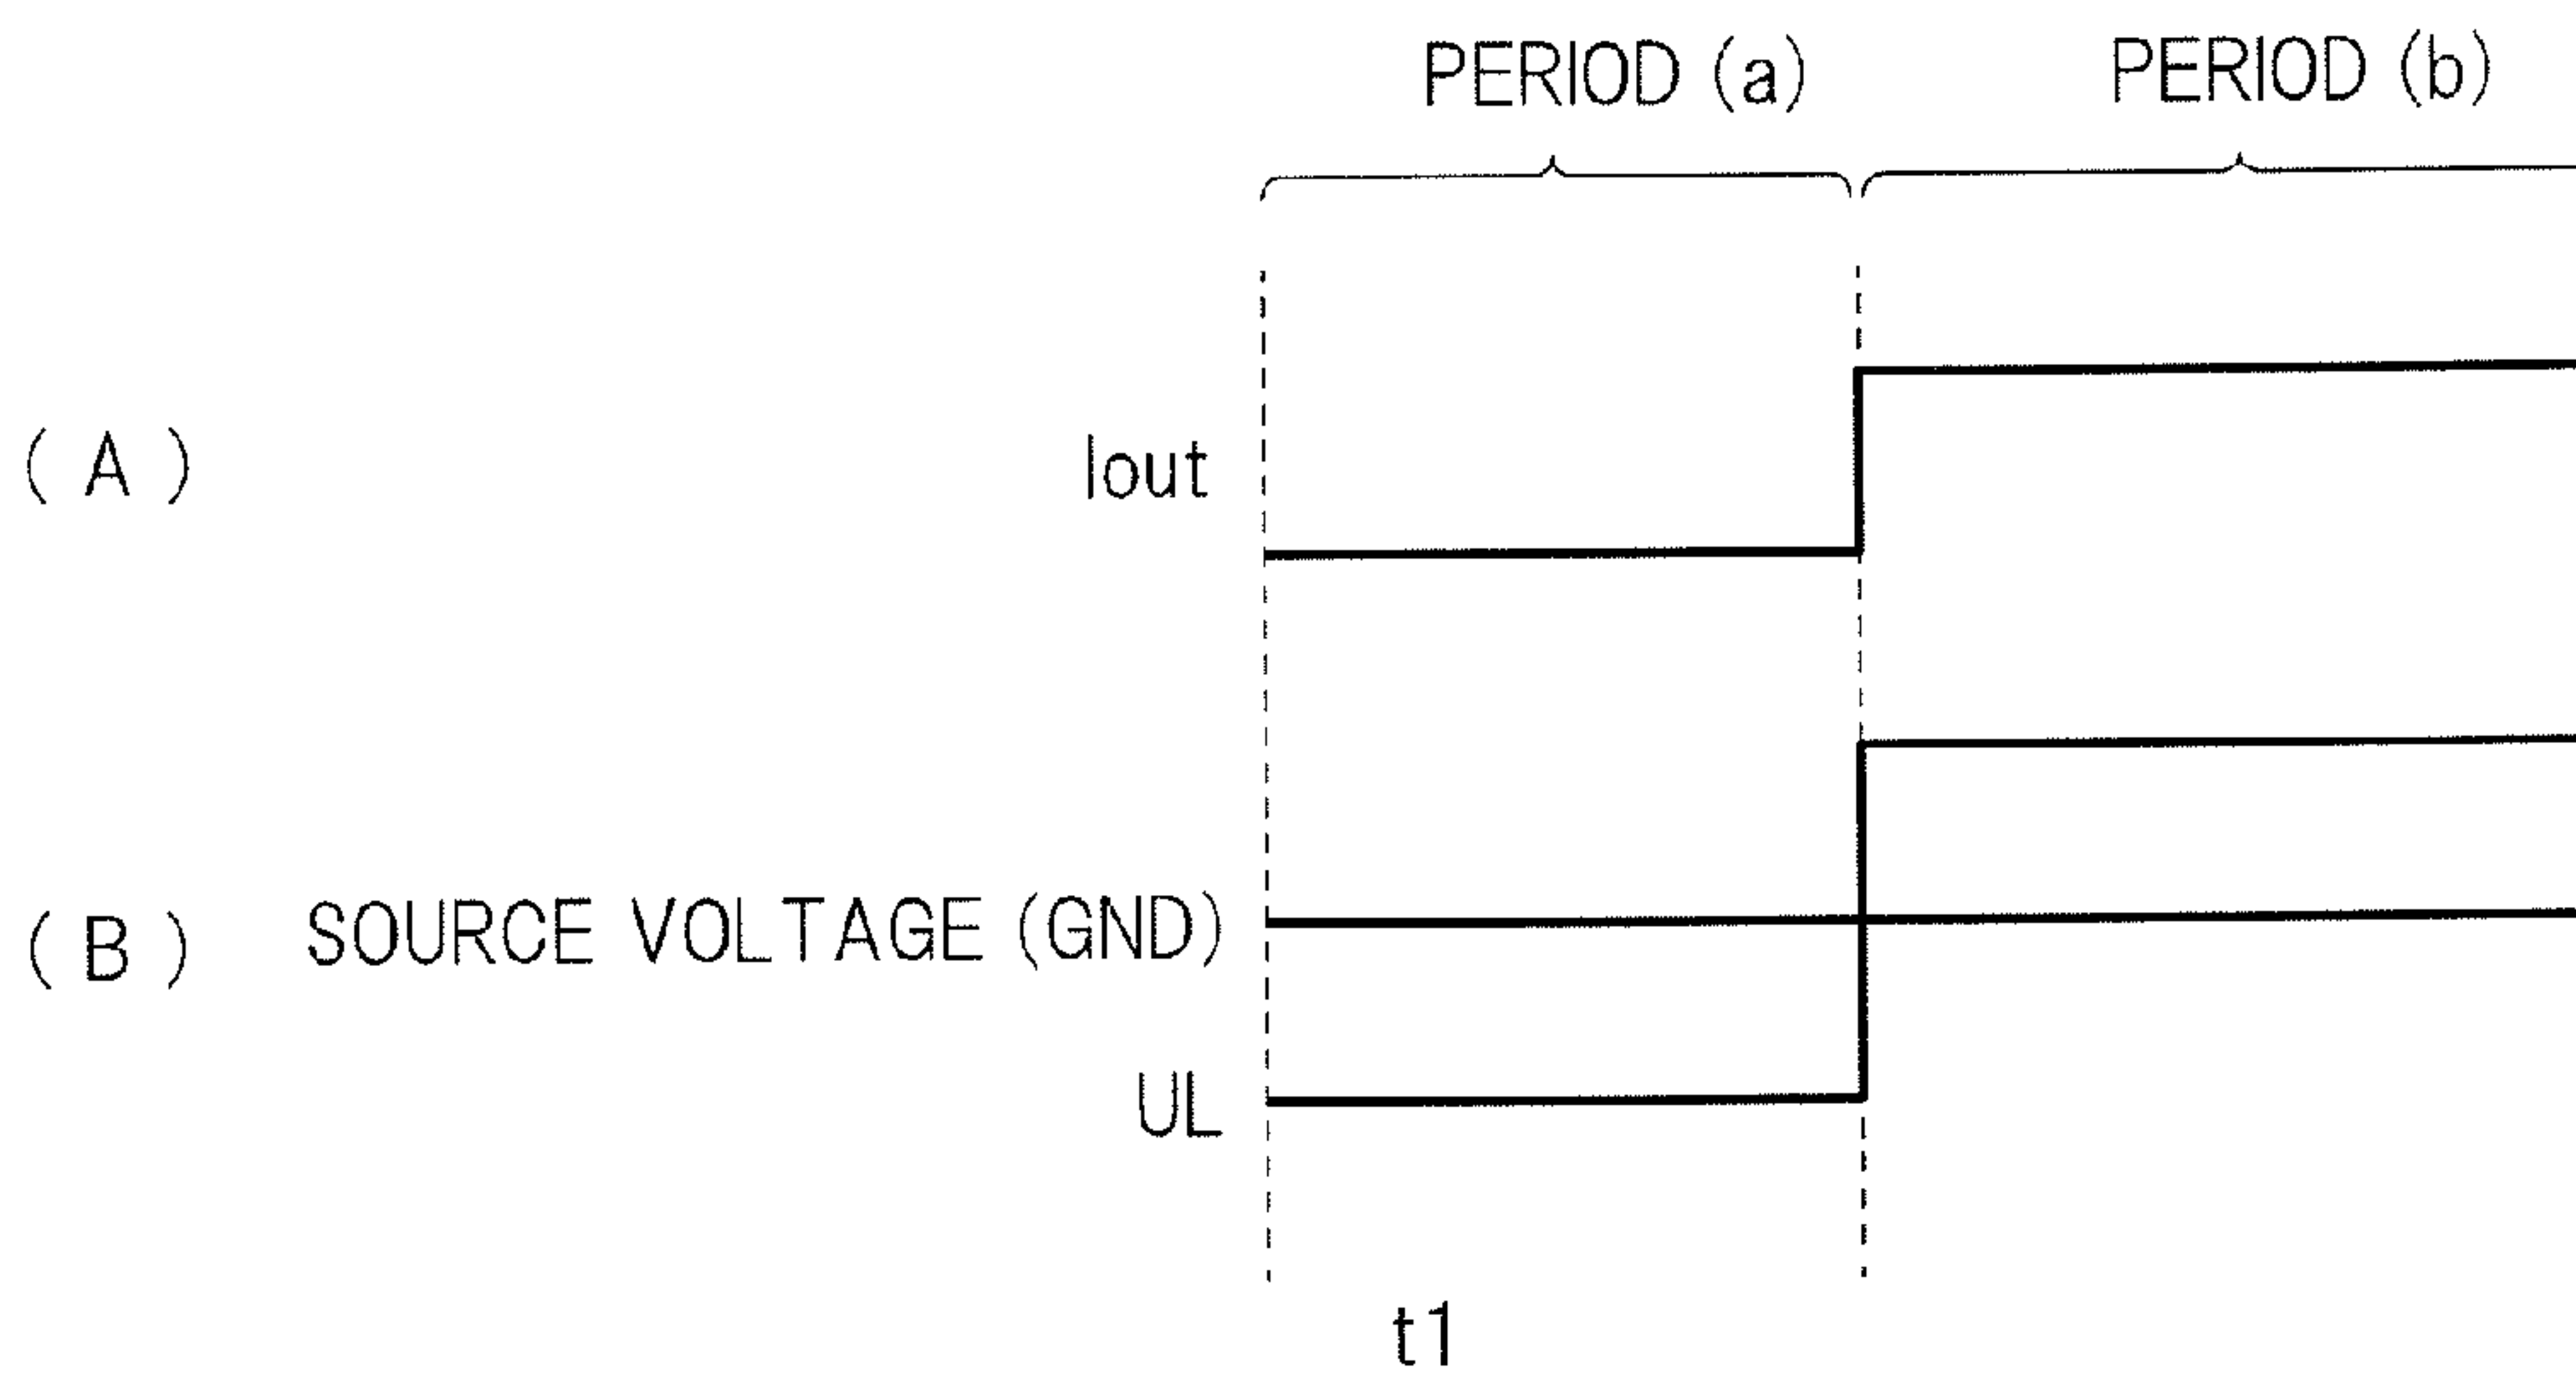 PERIOD (a) PERIOD (b)
( A ) Iout
( B ) SOURCE VOLTAGE (GND)
UL
t1